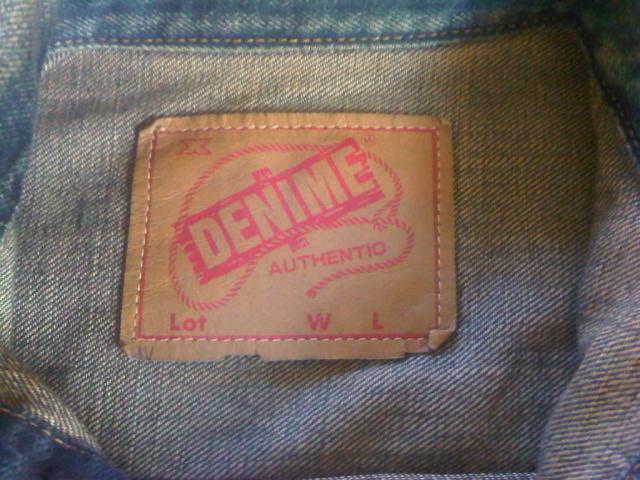 XX
DENIME
AUTHENTIC
Lot W L